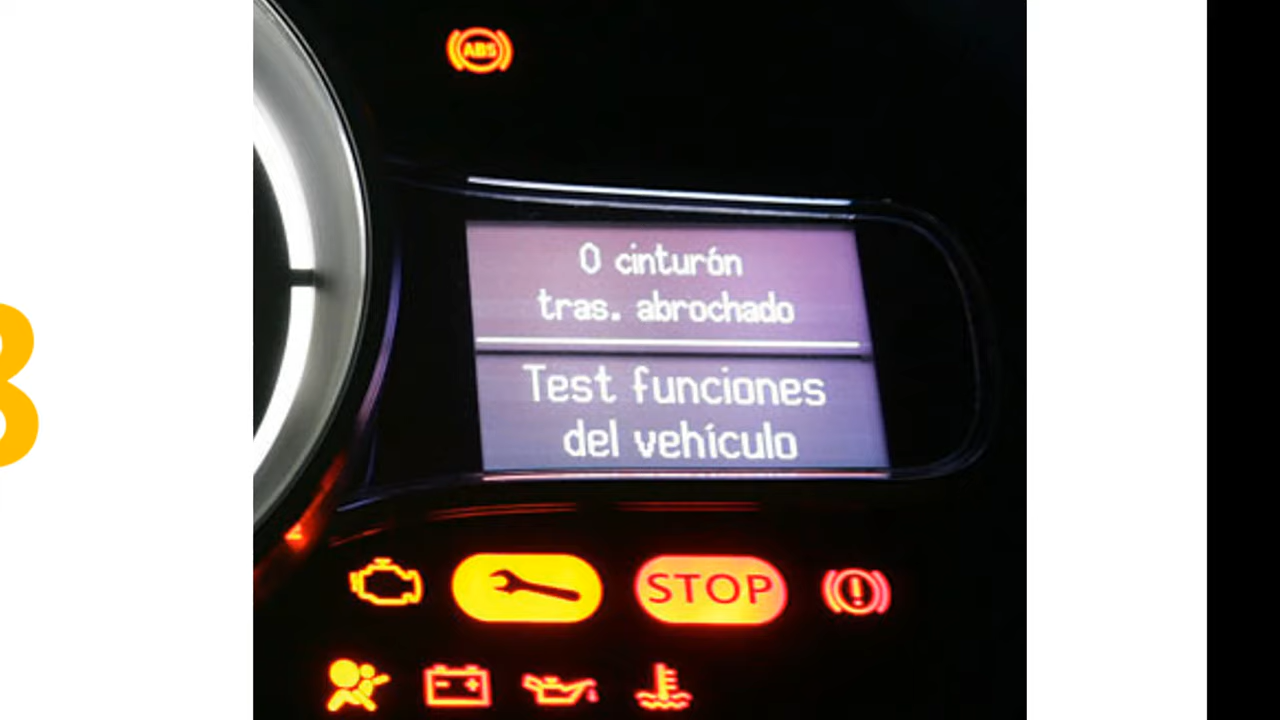 ABS
0 cinturón
tras. abrochado
Test funciones
del vehículo
STOP